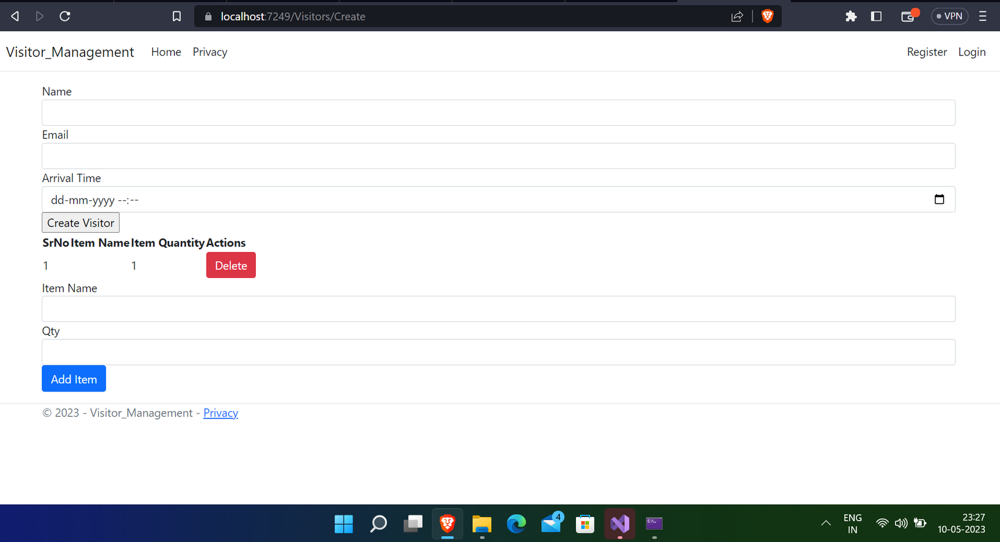 localhost:7249/Visitors/Create
VPN
Visitor_Management Home Privacy Register Login
Name
Email
Arrival Time
dd-mm-yyyy --:--
Create Visitor
SrNo Item Name Item Quantity Actions
1 1 Delete
Item Name
Qty
Add Item
© 2023 - Visitor_Management - Privacy
4
C:\-
ENG
IN
23:27
10-05-2023